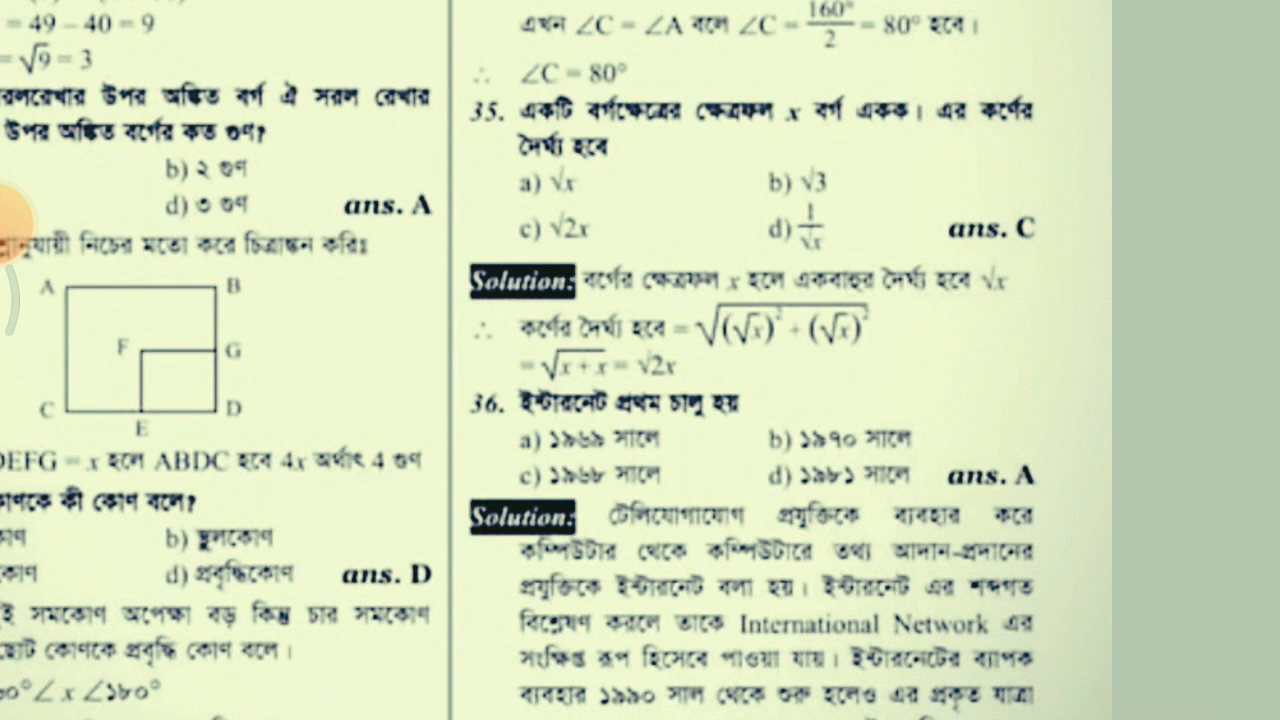 = 49 – 40 = 9
= √9 = 3
উপর অঙ্কিত বর্গ ঐ সরল রেখার
উপর অঙ্কিত বর্গের কত গুণ?
b) ২ গুণ
d) ৩ গুণ ans. A
নিচের মতো করে চিত্রাঙ্কন করিঃ
A B
F G
C D
E
DEFG = x হলে ABDC হবে 4x অর্থাৎ 4 গুণ
কী কোণ বলে?
b) স্থূলকোণ
d) প্রবৃদ্ধিকোণ ans. D
সমকোণ অপেক্ষা বড় কিন্তু চার সমকোণ
কোণকে প্রবৃদ্ধি কোণ বলে।
∠ x ∠১৮০°
এখন ∠C = ∠A বলে ∠C = 160°/2 = 80° হবে।
∴ ∠C = 80°
35. একটি বর্গক্ষেত্রের ক্ষেত্রফল x বর্গ একক। এর কর্ণের
দৈর্ঘ্য হবে
a) √x b) √3
c) √2x d) 1/√x ans. C
Solution: বর্গের ক্ষেত্রফল x হলে একবাহুর দৈর্ঘ্য হবে √x
∴ কর্ণের দৈর্ঘ্য হবে = √((√x)² + (√x)²)
= √(x + x) = √2x
36. ইন্টারনেট প্রথম চালু হয়
a) ১৯৬৯ সালে b) ১৯৭০ সালে
c) ১৯৬৮ সালে d) ১৯৮১ সালে ans. A
Solution: টেলিযোগাযোগ প্রযুক্তিকে ব্যবহার করে
কম্পিউটার থেকে কম্পিউটারে তথ্য আদান-প্রদানের
প্রযুক্তিকে ইন্টারনেট বলা হয়। ইন্টারনেট এর শব্দগত
বিশ্লেষণ করলে তাকে International Network এর
সংক্ষিপ্ত রূপ হিসেবে পাওয়া যায়। ইন্টারনেটের ব্যাপক
ব্যবহার ১৯৯০ সাল থেকে শুরু হলেও এর প্রকৃত যাত্রা